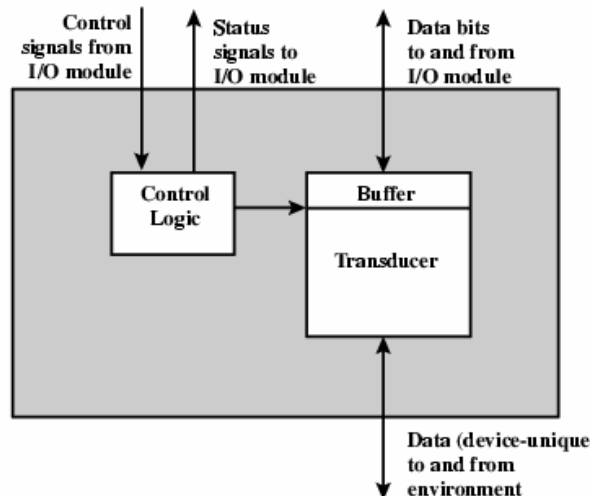 Control
signals from
I/O module
Status
signals to
I/O module
Data bits
to and from
I/O module
Control
Logic
Buffer
Transducer
Data (device-unique
to and from
environment